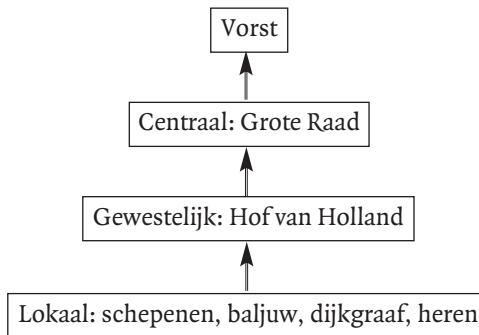 Vorst
Centraal: Grote Raad
Gewestelijk: Hof van Holland
Lokaal: schepenen, baljuw, dijkgraaf, heren